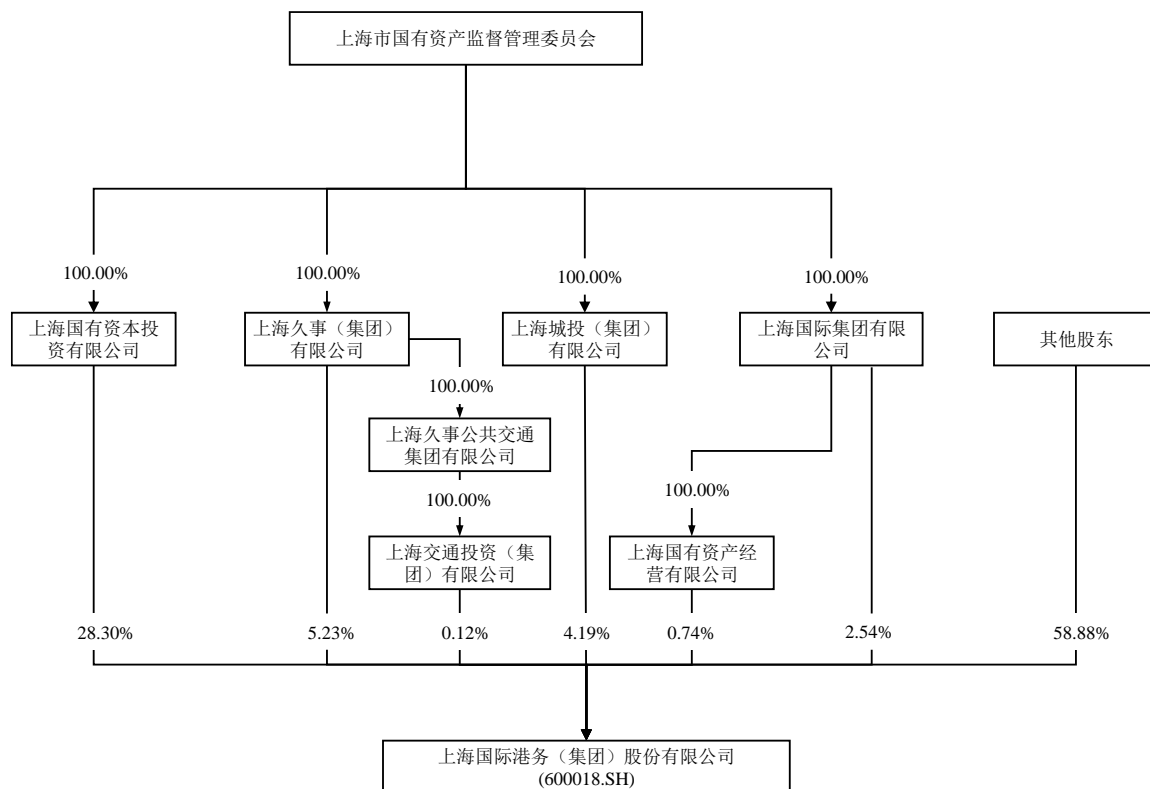 上海市国有资产监督管理委员会
100.00%
100.00%
100.00%
100.00%
上海国有资本投
资有限公司
上海久事（集团）
有限公司
上海城投（集团）
有限公司
上海国际集团有限
公司
其他股东
100.00%
上海久事公共交通
集团有限公司
100.00%
100.00%
上海交通投资（集
团）有限公司
上海国有资产经
营有限公司
28.30%
5.23%
0.12%
4.19%
0.74%
2.54%
58.88%
上海国际港务（集团）股份有限公司
(600018.SH)